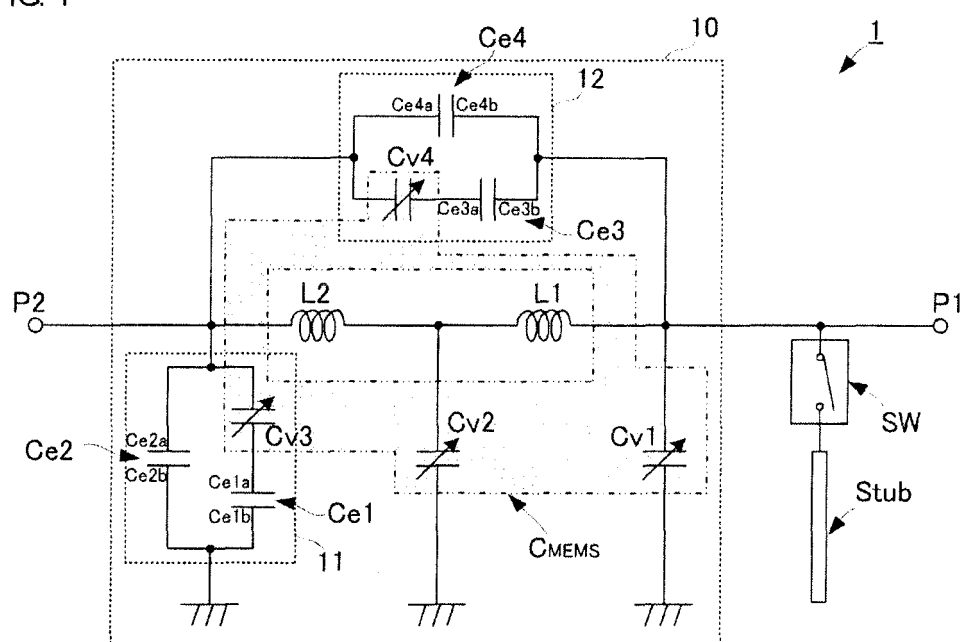 10
1
Ce4
12
Ce4a
Ce4b
Cv4
Ce3a
Ce3b
Ce3
P2
L2
L1
P1
SW
Cv3
Cv2
Cv1
Ce2
Ce2a
Ce2b
Ce1a
Ce1b
Ce1
Stub
11
CMEMS